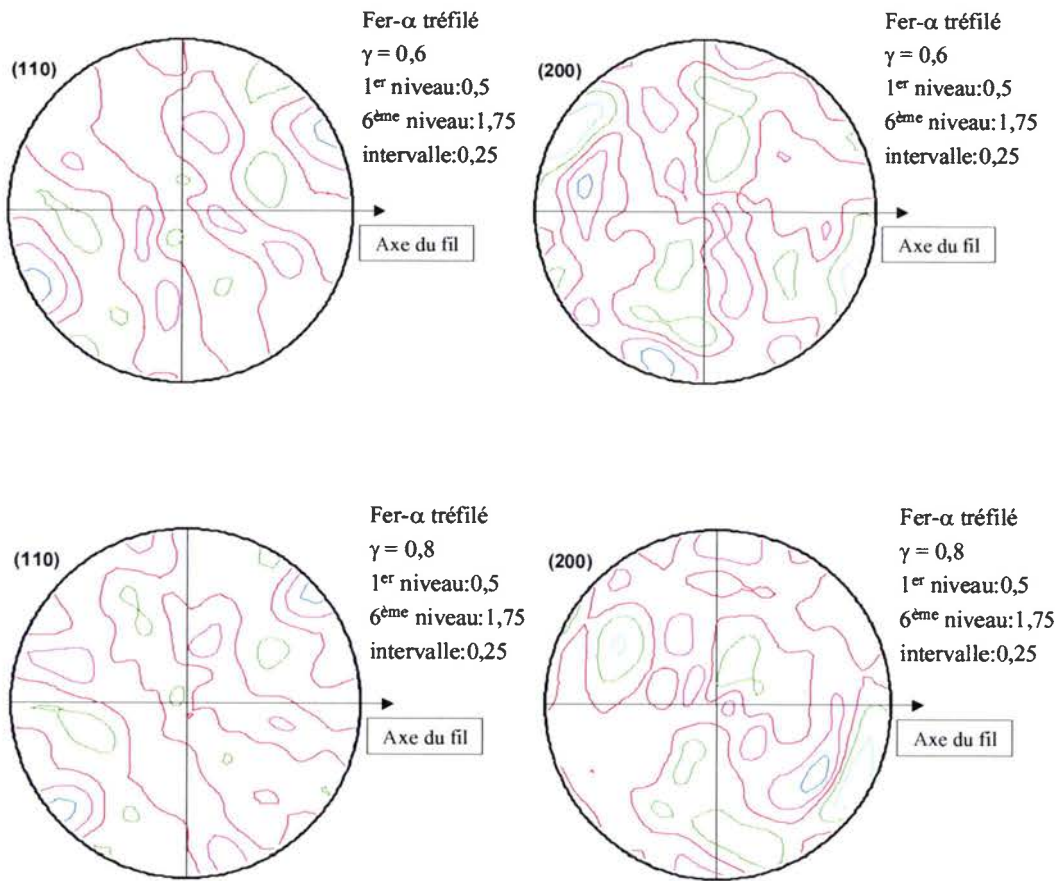 (110)
Fer-α tréfilé
γ = 0,6
1er niveau:0,5
6ème niveau:1,75
intervalle:0,25
Axe du fil
(200)
Fer-α tréfilé
γ = 0,6
1er niveau:0,5
6ème niveau:1,75
intervalle:0,25
Axe du fil
(110)
Fer-α tréfilé
γ = 0,8
1er niveau:0,5
6ème niveau:1,75
intervalle:0,25
Axe du fil
(200)
Fer-α tréfilé
γ = 0,8
1er niveau:0,5
6ème niveau:1,75
intervalle:0,25
Axe du fil